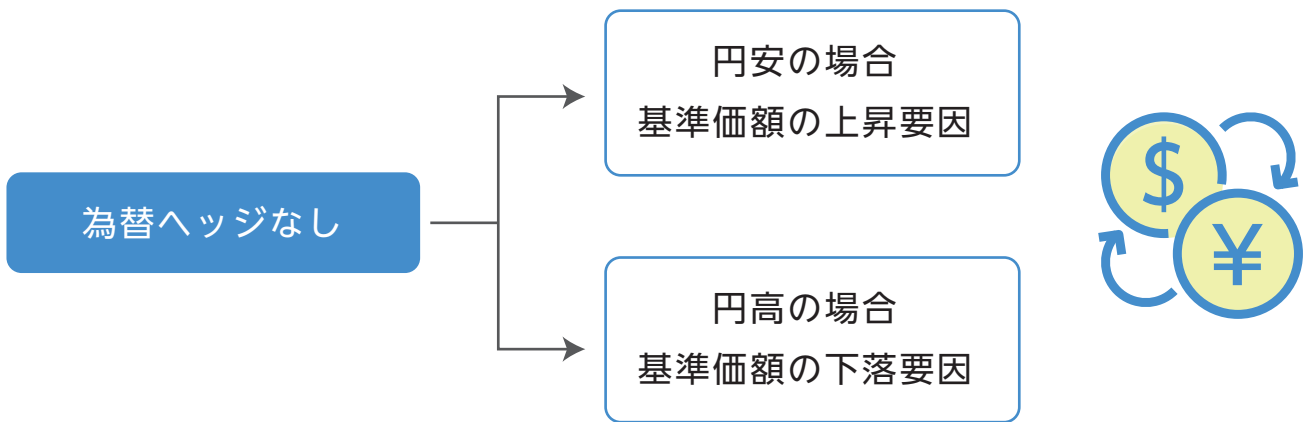 為替ヘッジなし
円安の場合
基準価額の上昇要因
円高の場合
基準価額の下落要因
$
¥